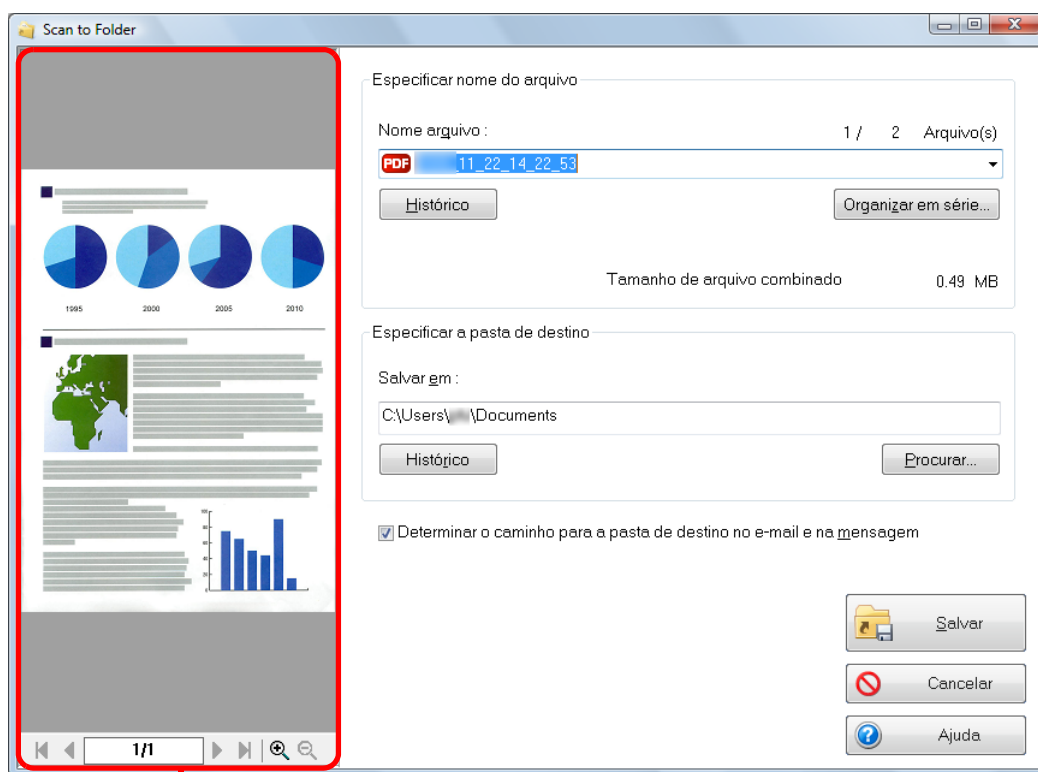 Scan to Folder
Especificar nome do arquivo
Nome arquivo :
1 / 2 Arquivo(s)
PDF _11_22_14_22_53
Histórico
Organizar em série...
Tamanho de arquivo combinado 0.49 MB
1995 2000 2005 2010
Especificar a pasta de destino
Salvar em :
C:\Users\ \Documents
Histórico
Procurar...
Determinar o caminho para a pasta de destino no e-mail e na mensagem
Salvar
Cancelar
Ajuda
1/1